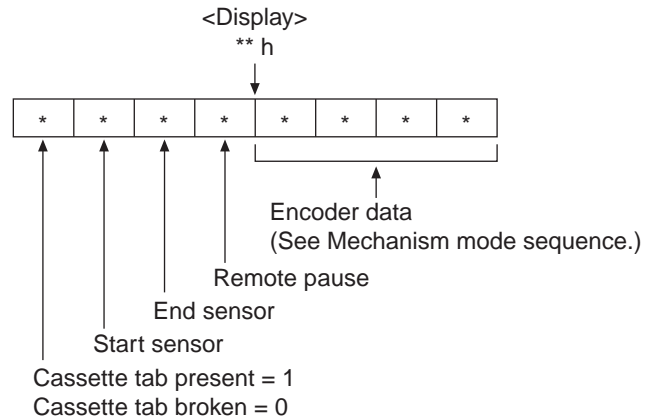 <Display>
** h
* * * * * * * *
Encoder data
(See Mechanism mode sequence.)
Remote pause
End sensor
Start sensor
Cassette tab present = 1
Cassette tab broken = 0